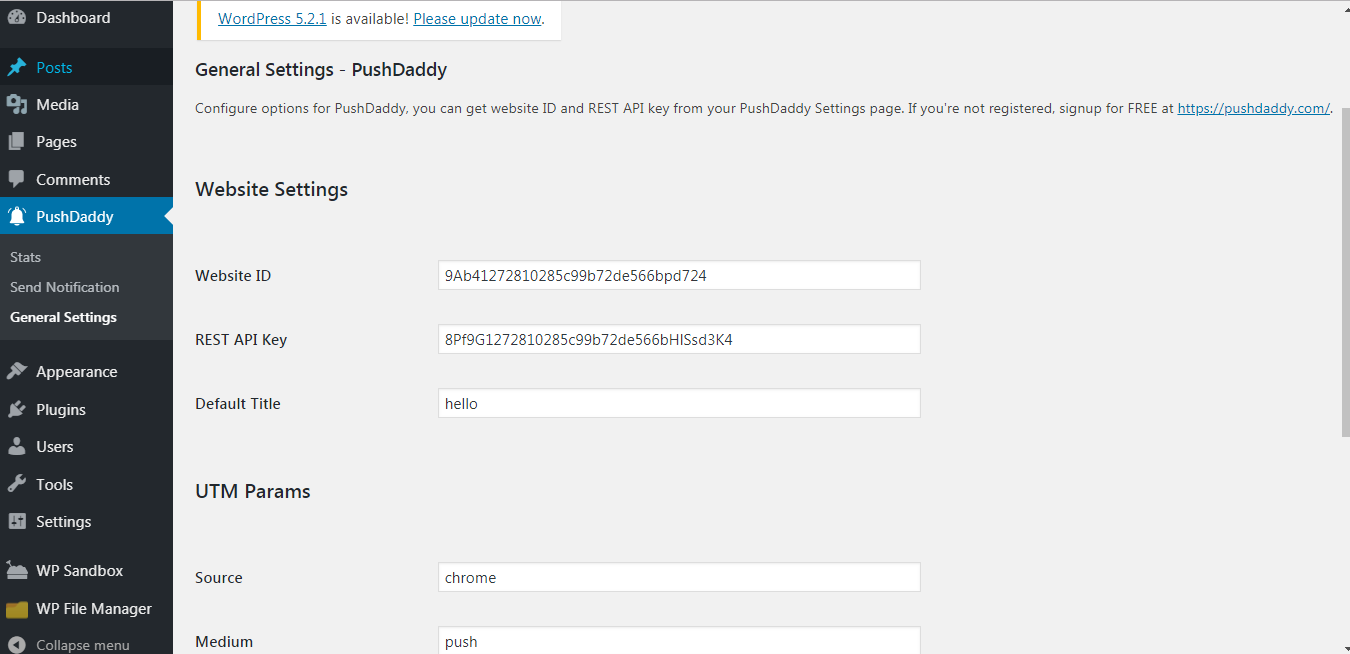 Dashboard
Posts
Media
Pages
Comments
PushDaddy
Stats
Send Notification
General Settings
Appearance
Plugins
Users
Tools
Settings
WP Sandbox
WP File Manager
Collapse menu
WordPress 5.2.1 is available! Please update now.
General Settings - PushDaddy
Configure options for PushDaddy, you can get website ID and REST API key from your PushDaddy Settings page. If you're not registered, signup for FREE at https://pushdaddy.com/.
Website Settings
Website ID 9Ab41272810285c99b72de566bpd724
REST API Key 8Pf9G1272810285c99b72de566bHISsd3K4
Default Title hello
UTM Params
Source chrome
Medium push